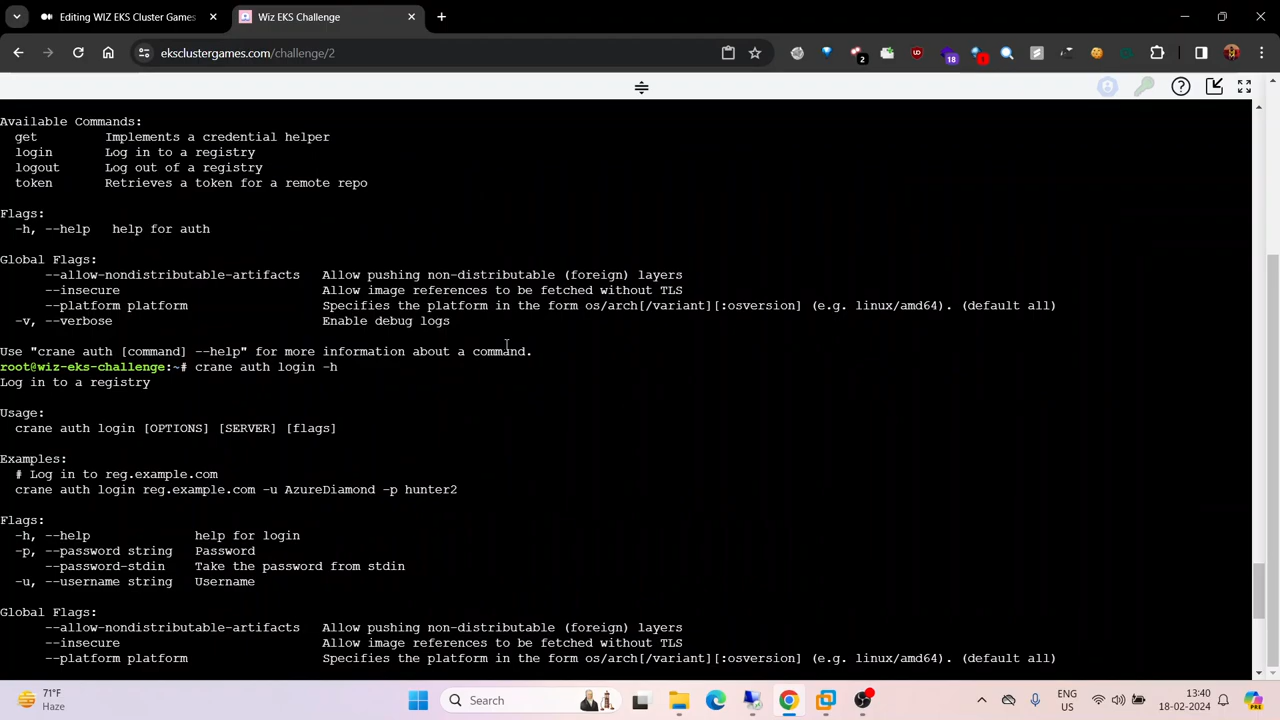 Editing WIZ EKS Cluster Games
Wiz EKS Challenge
eksclustergames.com/challenge/2
2
18
1
Available Commands:
get Implements a credential helper
login Log in to a registry
logout Log out of a registry
token Retrieves a token for a remote repo
Flags:
-h, --help help for auth
Global Flags:
--allow-nondistributable-artifacts Allow pushing non-distributable (foreign) layers
--insecure Allow image references to be fetched without TLS
--platform platform Specifies the platform in the form os/arch[/variant][:osversion] (e.g. linux/amd64). (default all)
-v, --verbose Enable debug logs
Use "crane auth [command] --help" for more information about a command.
root@wiz-eks-challenge:~# crane auth login -h
Log in to a registry
Usage:
crane auth login [OPTIONS] [SERVER] [flags]
Examples:
# Log in to reg.example.com
crane auth login reg.example.com -u AzureDiamond -p hunter2
Flags:
-h, --help help for login
-p, --password string Password
--password-stdin Take the password from stdin
-u, --username string Username
Global Flags:
--allow-nondistributable-artifacts Allow pushing non-distributable (foreign) layers
--insecure Allow image references to be fetched without TLS
--platform platform Specifies the platform in the form os/arch[/variant][:osversion] (e.g. linux/amd64). (default all)
71°F
Haze
Search
ENG
US
13:40
18-02-2024
PRE